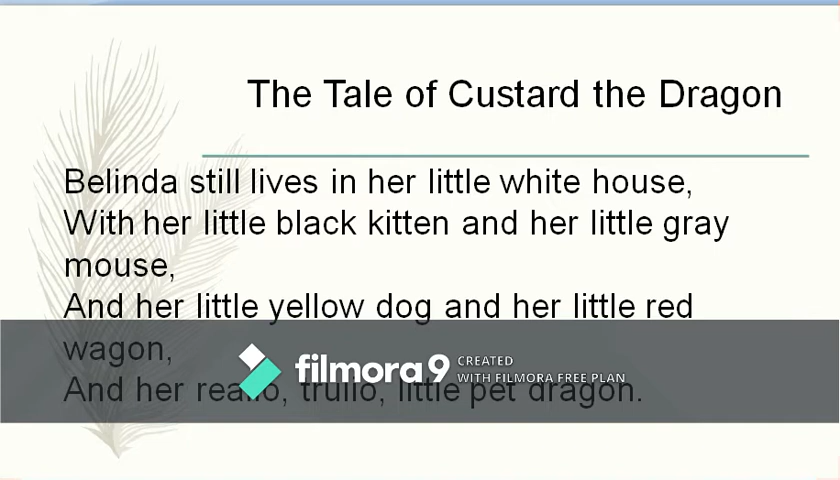 The Tale of Custard the Dragon
Belinda still lives in her little white house,
With her little black kitten and her little gray
mouse,
And her little yellow dog and her little red
wagon,
And her realio, trulio, little pet dragon.
filmora9
CREATED
WITH FILMORA FREE PLAN